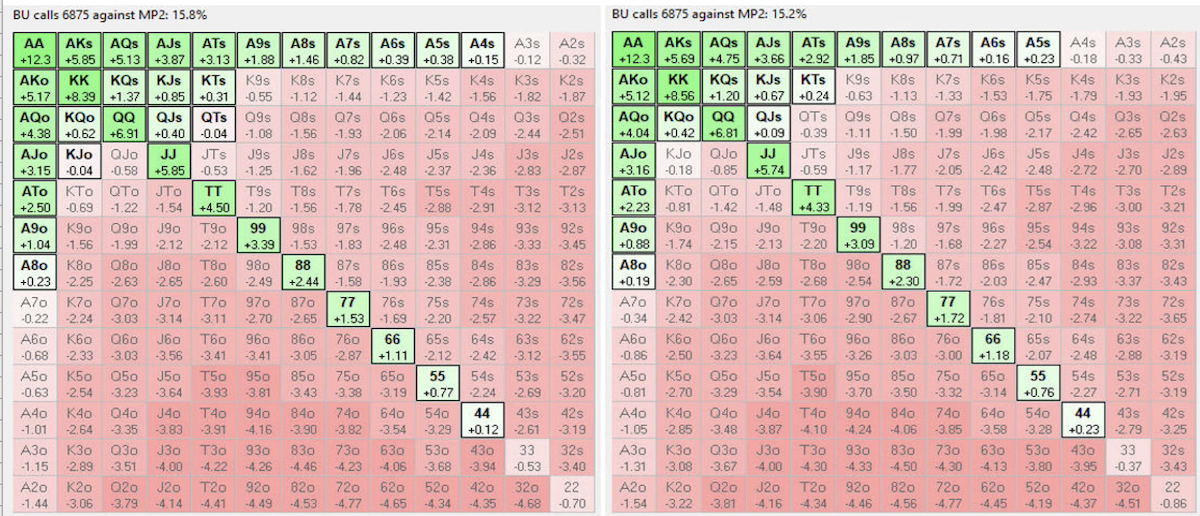 BU calls 6875 against MP2: 15.8%
AA AKs AQs AJs ATs A9s A8s A7s A6s A5s A4s A3s A2s
+12.3 +5.85 +5.13 +3.87 +3.13 +1.88 +1.46 +0.82 +0.39 +0.38 +0.15 -0.12 -0.32
AKo KK KQs KJs KTs K9s K8s K7s K6s K5s K4s K3s K2s
+5.17 +8.39 +1.37 +0.85 +0.31 -0.55 -1.12 -1.44 -1.23 -1.42 -1.56 -1.82 -1.87
AQo KQo QQ QJs QTs Q9s Q8s Q7s Q6s Q5s Q4s Q3s Q2s
+4.38 +0.62 +6.91 +0.40 -0.04 -1.08 -1.56 -1.93 -2.06 -2.14 -2.09 -2.44 -2.51
AJo KJo QJo JJ JTs J9s J8s J7s J6s J5s J4s J3s J2s
+3.15 -0.04 -0.58 +5.85 -0.53 -1.25 -1.62 -1.96 -2.48 -2.37 -2.36 -2.83 -2.87
ATo KTo QTo JTo TT T9s T8s T7s T6s T5s T4s T3s T2s
+2.50 -0.69 -1.22 -1.54 +4.50 -1.20 -1.56 -1.78 -2.45 -2.88 -2.91 -3.12 -3.13
A9o K9o Q9o J9o T9o 99 98s 97s 96s 95s 94s 93s 92s
+1.04 -1.56 -1.99 -2.12 -2.12 +3.39 -1.53 -1.83 -2.48 -2.31 -2.86 -3.33 -3.45
A8o K8o Q8o J8o T8o 98o 88 87s 86s 85s 84s 83s 82s
+0.23 -2.25 -2.63 -2.65 -2.60 -2.49 +2.44 -1.58 -1.93 -2.38 -2.86 -3.29 -3.56
A7o K7o Q7o J7o T7o 97o 87o 77 76s 75s 74s 73s 72s
-0.22 -2.24 -3.03 -3.14 -3.11 -2.70 -2.65 +1.53 -1.69 -2.20 -2.57 -3.22 -3.47
A6o K6o Q6o J6o T6o 96o 86o 76o 66 65s 64s 63s 62s
-0.68 -2.33 -3.03 -3.56 -3.41 -3.41 -3.05 -2.87 +1.11 -2.12 -2.42 -3.12 -3.55
A5o K5o Q5o J5o T5o 95o 85o 75o 65o 55 54s 53s 52s
-0.63 -2.54 -3.23 -3.64 -3.93 -3.81 -3.43 -3.38 -3.19 +0.77 -2.24 -2.69 -3.20
A4o K4o Q4o J4o T4o 94o 84o 74o 64o 54o 44 43s 42s
-1.01 -2.64 -3.35 -3.83 -3.91 -4.16 -3.90 -3.82 -3.54 -3.29 +0.12 -2.61 -3.19
A3o K3o Q3o J3o T3o 93o 83o 73o 63o 53o 43o 33 32s
-1.15 -2.89 -3.51 -4.00 -4.22 -4.26 -4.46 -4.23 -4.06 -3.68 -3.94 -0.53 -3.40
A2o K2o Q2o J2o T2o 92o 82o 72o 62o 52o 42o 32o 22
-1.44 -3.06 -3.79 -4.14 -4.41 -4.49 -4.53 -4.77 -4.65 -4.34 -4.35 -4.68 -0.70
BU calls 6875 against MP2: 15.2%
AA AKs AQs AJs ATs A9s A8s A7s A6s A5s A4s A3s A2s
+12.3 +5.69 +4.75 +3.66 +2.92 +1.85 +0.97 +0.71 +0.16 +0.23 -0.18 -0.33 -0.43
AKo KK KQs KJs KTs K9s K8s K7s K6s K5s K4s K3s K2s
+5.12 +8.56 +1.20 +0.67 +0.24 -0.63 -1.13 -1.33 -1.53 -1.75 -1.79 -1.93 -1.95
AQo KQo QQ QJs QTs Q9s Q8s Q7s Q6s Q5s Q4s Q3s Q2s
+4.04 +0.42 +6.81 +0.09 -0.39 -1.11 -1.50 -1.99 -1.98 -2.17 -2.42 -2.65 -2.63
AJo KJo QJo JJ JTs J9s J8s J7s J6s J5s J4s J3s J2s
+3.16 -0.18 -0.85 +5.74 -0.59 -1.17 -1.77 -2.05 -2.42 -2.48 -2.72 -2.70 -2.89
ATo KTo QTo JTo TT T9s T8s T7s T6s T5s T4s T3s T2s
+2.23 -0.81 -1.42 -1.48 +4.33 -1.19 -1.56 -1.99 -2.47 -2.87 -2.96 -3.00 -3.21
A9o K9o Q9o J9o T9o 99 98s 97s 96s 95s 94s 93s 92s
+0.88 -1.74 -2.15 -2.13 -2.20 +3.09 -1.20 -1.68 -2.27 -2.54 -3.22 -3.08 -3.31
A8o K8o Q8o J8o T8o 98o 88 87s 86s 85s 84s 83s 82s
+0.19 -2.30 -2.65 -2.59 -2.68 -2.54 +2.30 -1.72 -2.03 -2.47 -2.93 -3.37 -3.43
A7o K7o Q7o J7o T7o 97o 87o 77 76s 75s 74s 73s 72s
-0.34 -2.42 -3.03 -3.14 -3.06 -2.90 -2.67 +1.72 -1.81 -2.10 -2.74 -3.22 -3.65
A6o K6o Q6o J6o T6o 96o 86o 76o 66 65s 64s 63s 62s
-0.86 -2.50 -3.23 -3.64 -3.55 -3.26 -3.03 -3.00 +1.18 -2.07 -2.48 -2.88 -3.19
A5o K5o Q5o J5o T5o 95o 85o 75o 65o 55 54s 53s 52s
-0.81 -2.70 -3.29 -3.54 -3.90 -3.70 -3.50 -3.32 -3.14 +0.76 -2.27 -2.71 -3.19
A4o K4o Q4o J4o T4o 94o 84o 74o 64o 54o 44 43s 42s
-1.05 -2.85 -3.48 -3.87 -4.10 -4.24 -4.06 -3.85 -3.58 -3.28 +0.23 -2.79 -3.25
A3o K3o Q3o J3o T3o 93o 83o 73o 63o 53o 43o 33 32s
-1.31 -3.08 -3.67 -4.00 -4.30 -4.33 -4.50 -4.30 -4.13 -3.80 -3.95 -0.37 -3.43
A2o K2o Q2o J2o T2o 92o 82o 72o 62o 52o 42o 32o 22
-1.54 -3.22 -3.81 -4.16 -4.34 -4.46 -4.56 -4.77 -4.45 -4.19 -4.37 -4.51 -0.86